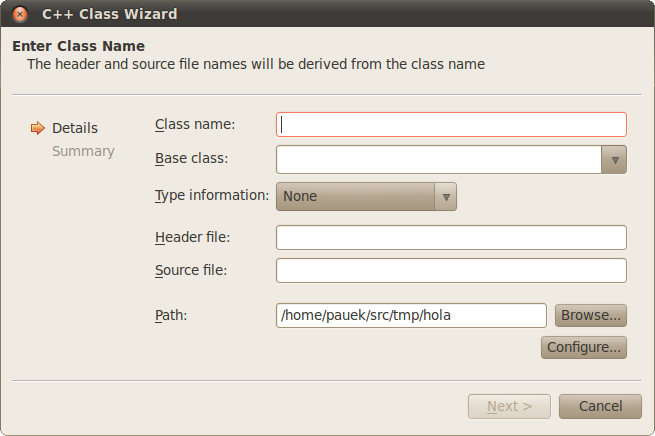 C++ Class Wizard
Enter Class Name
The header and source file names will be derived from the class name
Details
Summary
Class name:
Base class:
Type information: None
Header file:
Source file:
Path: /home/pauek/src/tmp/hola Browse...
Configure...
Next > Cancel